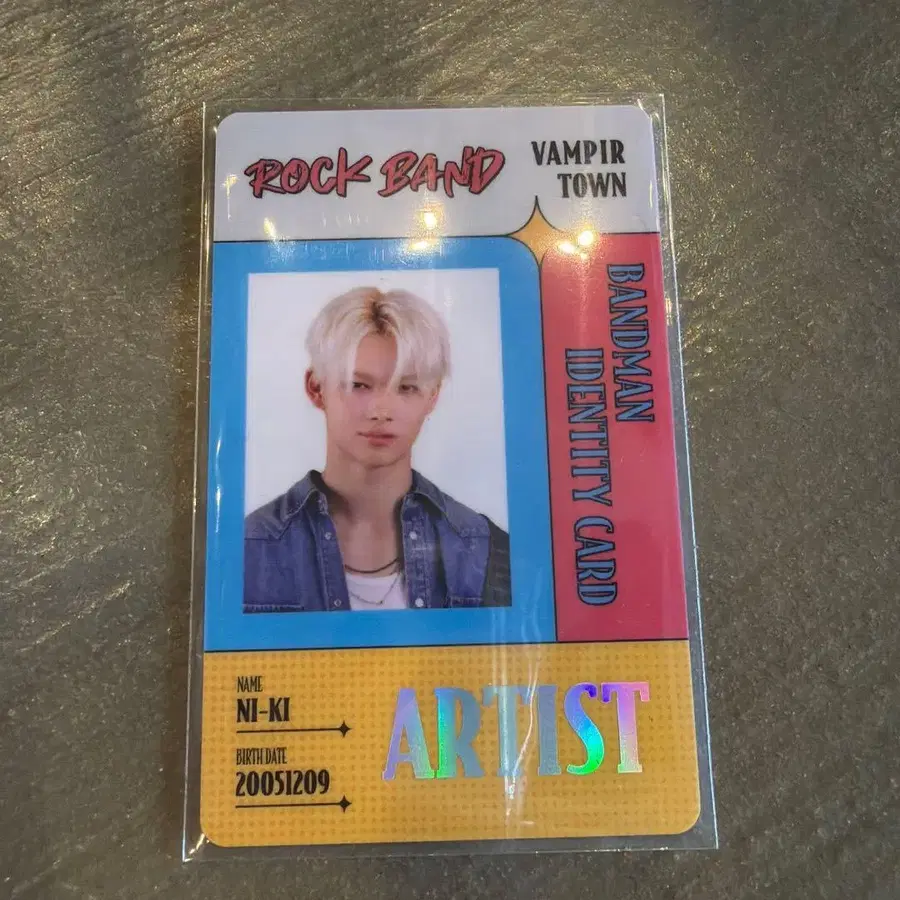 ROCK BAND
VAMPIR
TOWN
BANDMAN
IDENTITY CARD
NAME
NI-KI
BIRTH DATE
20051209
ARTIST